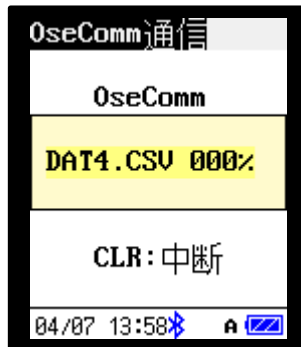 OseComm通信
OseComm
DAT4.CSV 000%
CLR:中断
04/07 13:58 A